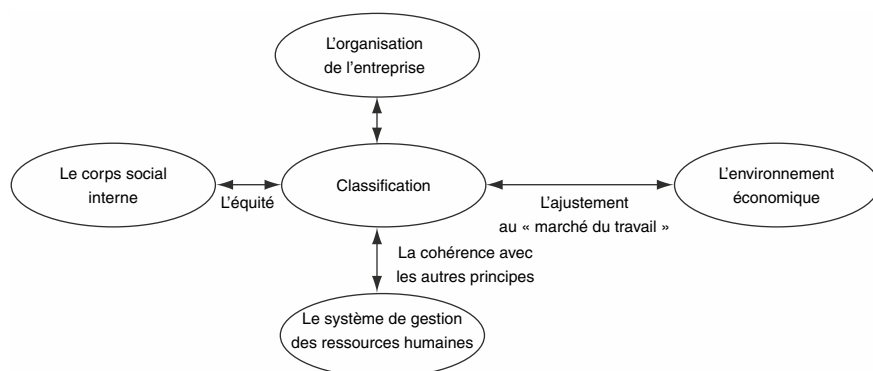 L'organisation
de l'entreprise
Le corps social
interne
L'équité
Classification
L'ajustement
au « marché du travail »
L'environnement
économique
La cohérence avec
les autres principes
Le système de gestion
des ressources humaines